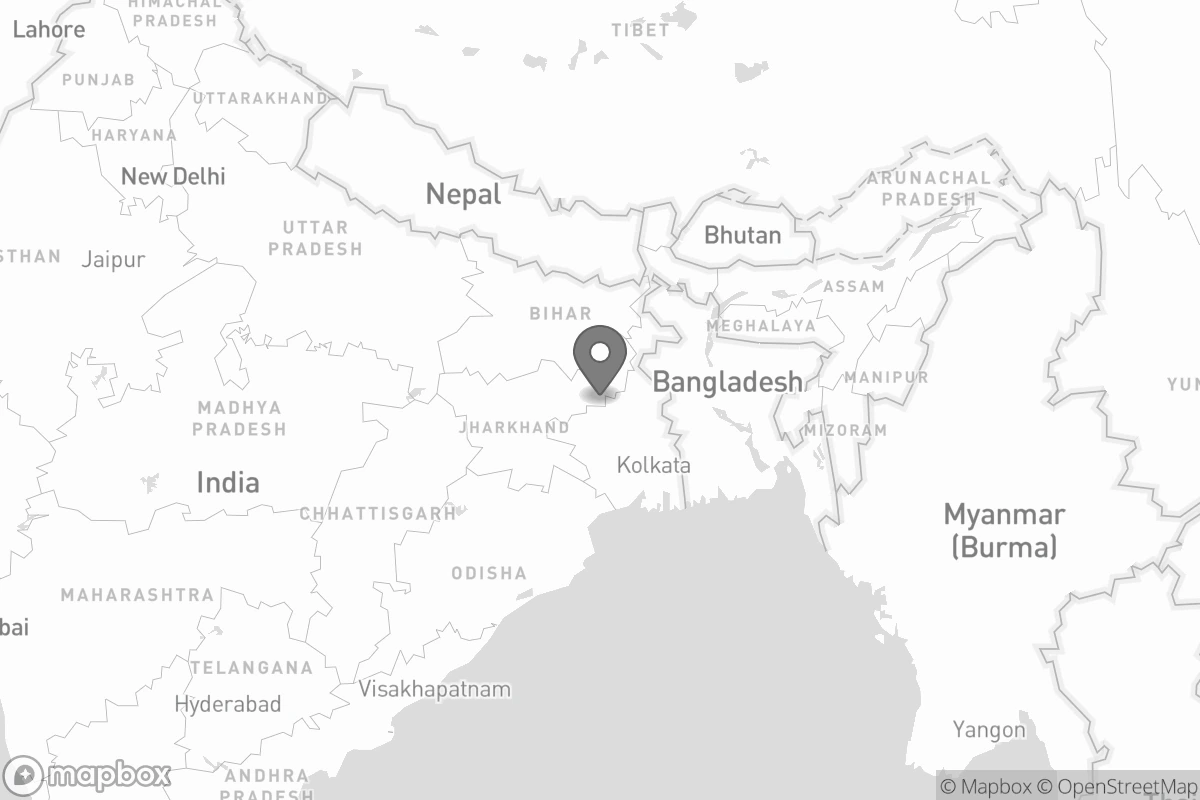 HIMACHAL
PRADESH
Lahore
TIBET
PUNJAB
UTTARAKHAND
HARYANA
New Delhi
Nepal
ARUNACHAL
PRADESH
UTTAR
PRADESH
Bhutan
STHAN
Jaipur
ASSAM
BIHAR
MEGHALAYA
Bangladesh
MANIPUR
YUN
MADHYA
PRADESH
JHARKHAND
MIZORAM
Kolkata
India
CHHATTISGARH
Myanmar
(Burma)
ODISHA
MAHARASHTRA
bai
TELANGANA
Hyderabad
Visakhapatnam
Yangon
ANDHRA
PRADESH
mapbox
© Mapbox © OpenStreetMap